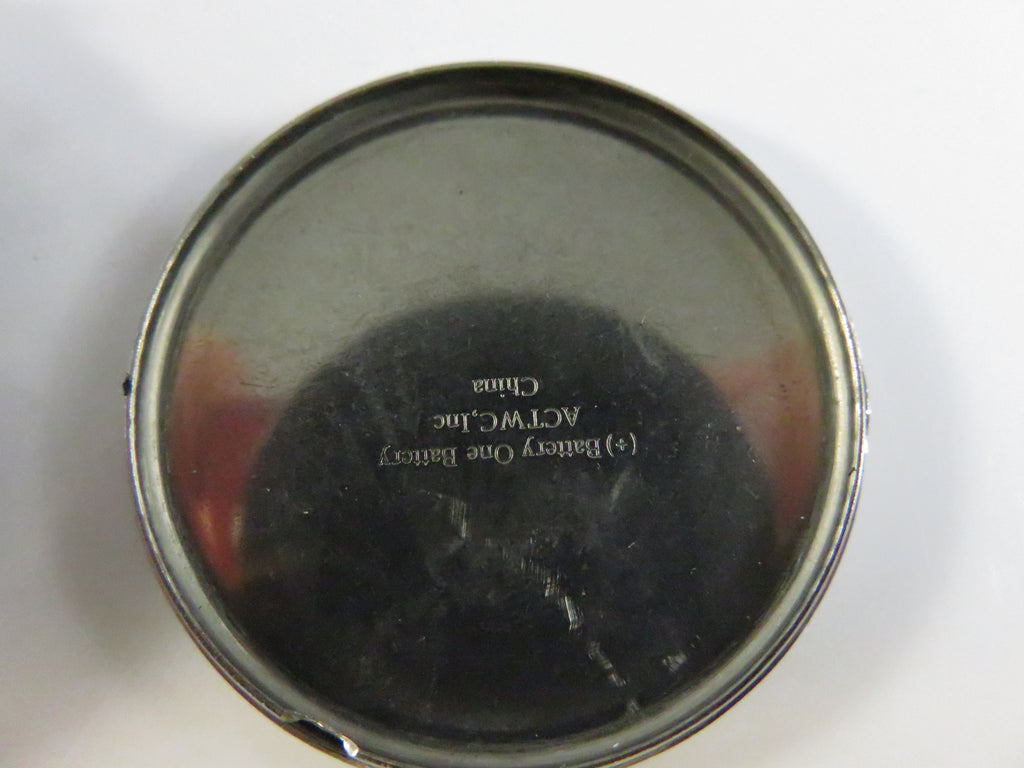 (+) Battery One Battery
ACTWC,Inc
China